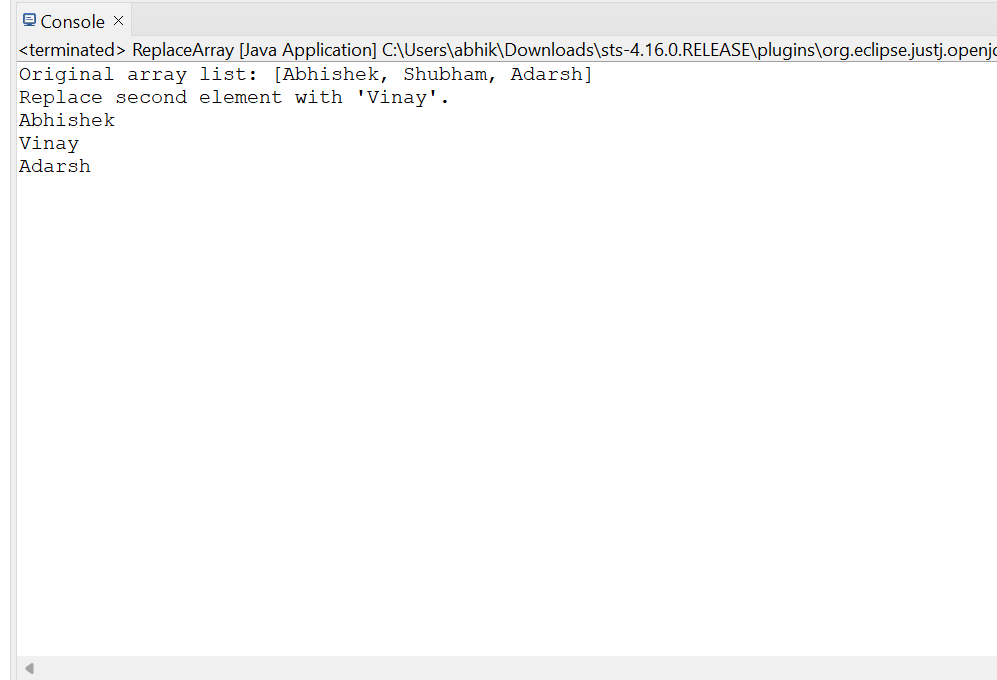 Console
<terminated> ReplaceArray [Java Application] C:\Users\abhik\Downloads\sts-4.16.0.RELEASE\plugins\org.eclipse.justj.openj
Original array list: [Abhishek, Shubham, Adarsh]
Replace second element with 'Vinay'.
Abhishek
Vinay
Adarsh